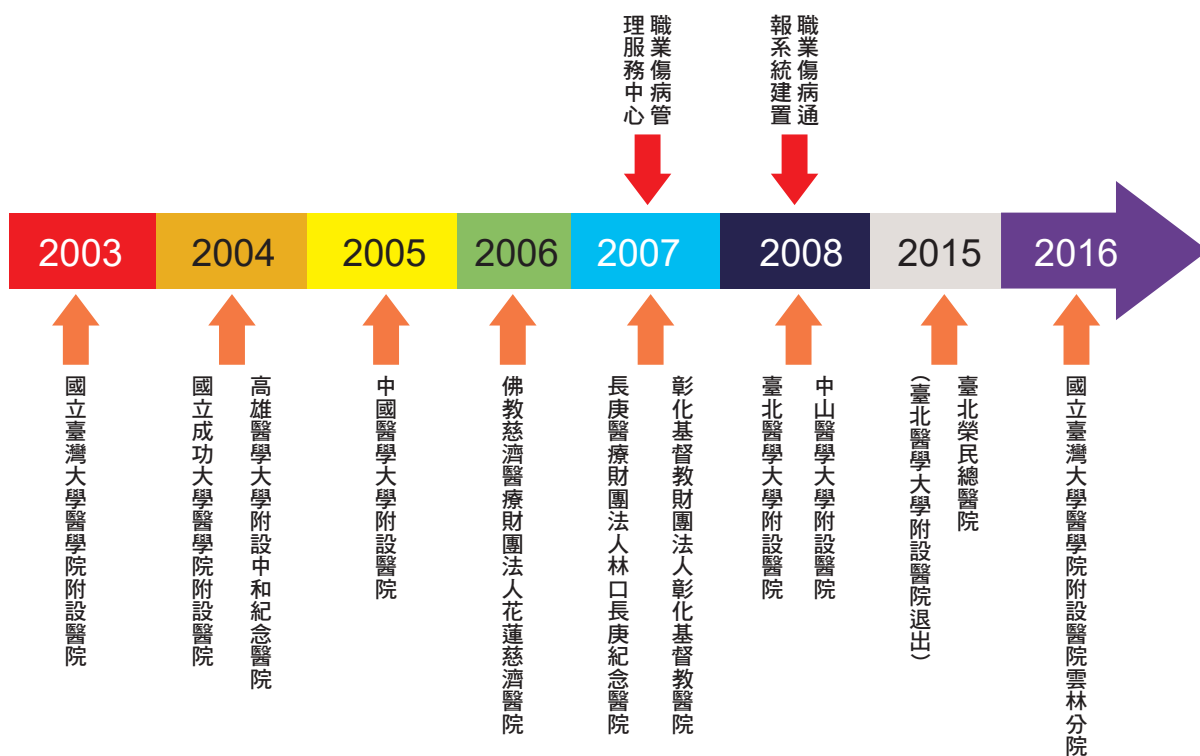 職業傷病管
理服務中心
職業傷病通
報系統建置
2003
2004
2005
2006
2007
2008
2015
2016
國立臺灣大學醫學院附設醫院
高雄醫學大學附設中和紀念醫院
國立成功大學醫學院附設醫院
中國醫學大學附設醫院
佛教慈濟醫療財團法人花蓮慈濟醫院
彰化基督教財團法人彰化基督教醫院
長庚醫療財團法人林口長庚紀念醫院
中山醫學大學附設醫院
臺北醫學大學附設醫院
臺北榮民總醫院
（臺北醫學大學附設醫院退出）
國立臺灣大學醫學院附設醫院雲林分院